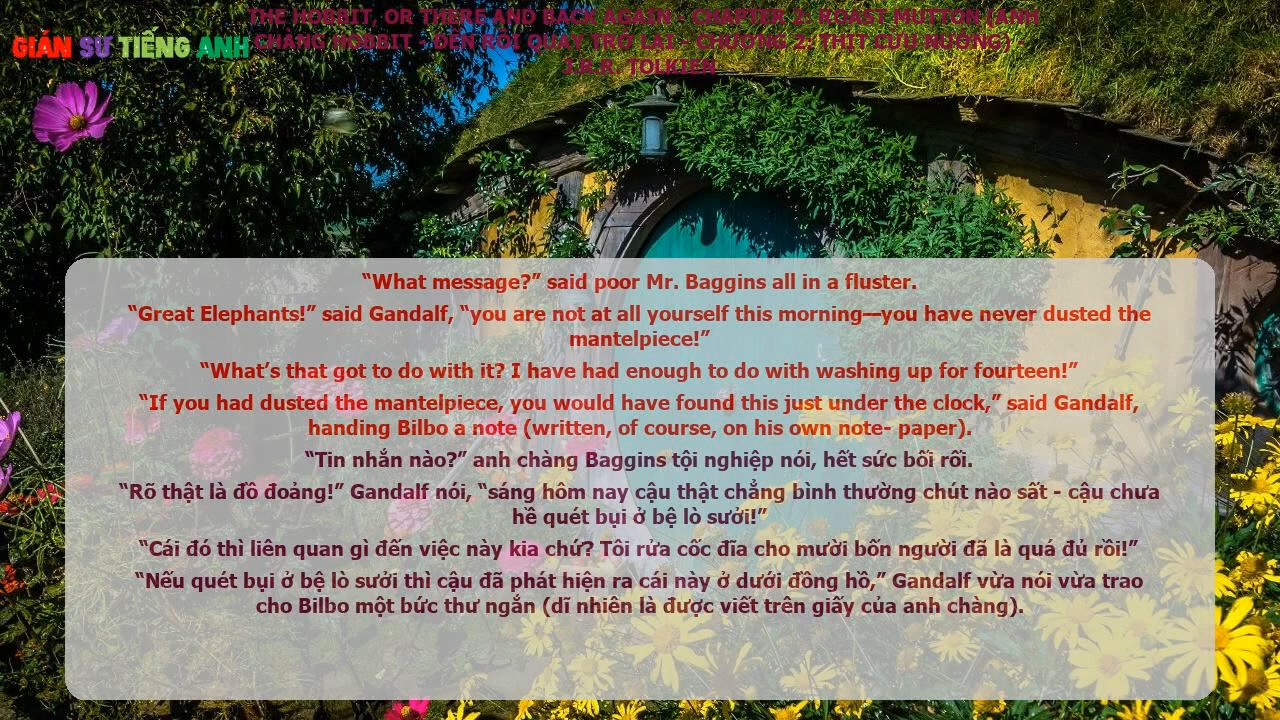 THE HOBBIT, OR THERE AND BACK AGAIN - CHAPTER 2: ROAST MUTTON (ANH
CHÀNG HOBBIT - ĐẾN RỒI QUAY TRỞ LẠI - CHƯƠNG 2: THỊT CỪU NƯỚNG) -
J.R.R. TOLKIEN
GIÁN SỨ TIẾNG ANH
“What message?” said poor Mr. Baggins all in a fluster.
“Great Elephants!” said Gandalf, “you are not at all yourself this morning—you have never dusted the
mantelpiece!”
“What’s that got to do with it? I have had enough to do with washing up for fourteen!”
“If you had dusted the mantelpiece, you would have found this just under the clock,” said Gandalf,
handing Bilbo a note (written, of course, on his own note- paper).
“Tin nhắn nào?” anh chàng Baggins tội nghiệp nói, hết sức bối rối.
“Rõ thật là đồ đoảng!” Gandalf nói, “sáng hôm nay cậu thật chẳng bình thường chút nào sất - cậu chưa
hề quét bụi ở bệ lò sưởi!”
“Cái đó thì liên quan gì đến việc này kia chứ? Tôi rửa cốc đĩa cho mười bốn người đã là quá đủ rồi!”
“Nếu quét bụi ở bệ lò sưởi thì cậu đã phát hiện ra cái này ở dưới đồng hồ,” Gandalf vừa nói vừa trao
cho Bilbo một bức thư ngắn (dĩ nhiên là được viết trên giấy của anh chàng).